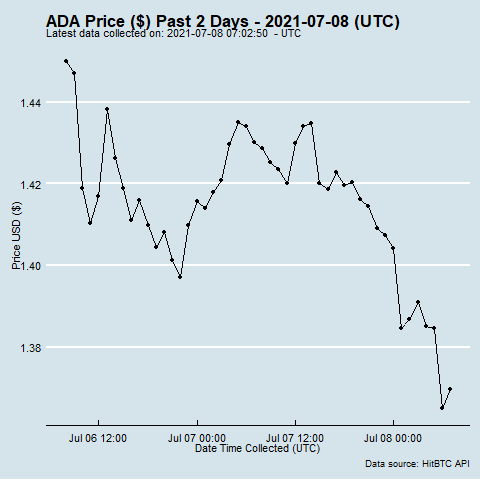 ADA Price ($) Past 2 Days - 2021-07-08 (UTC)
Latest data collected on: 2021-07-08 07:02:50  - UTC
1.44
1.42
1.40
1.38
Price USD ($)
Jul 06 12:00 Jul 07 00:00 Jul 07 12:00 Jul 08 00:00
Date Time Collected (UTC)
Data source: HitBTC API